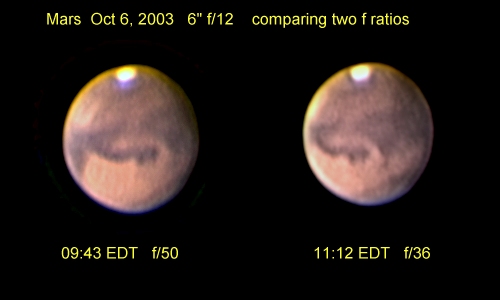 Mars Oct 6, 2003 6" f/12 comparing two f ratios
09:43 EDT f/50
11:12 EDT f/36